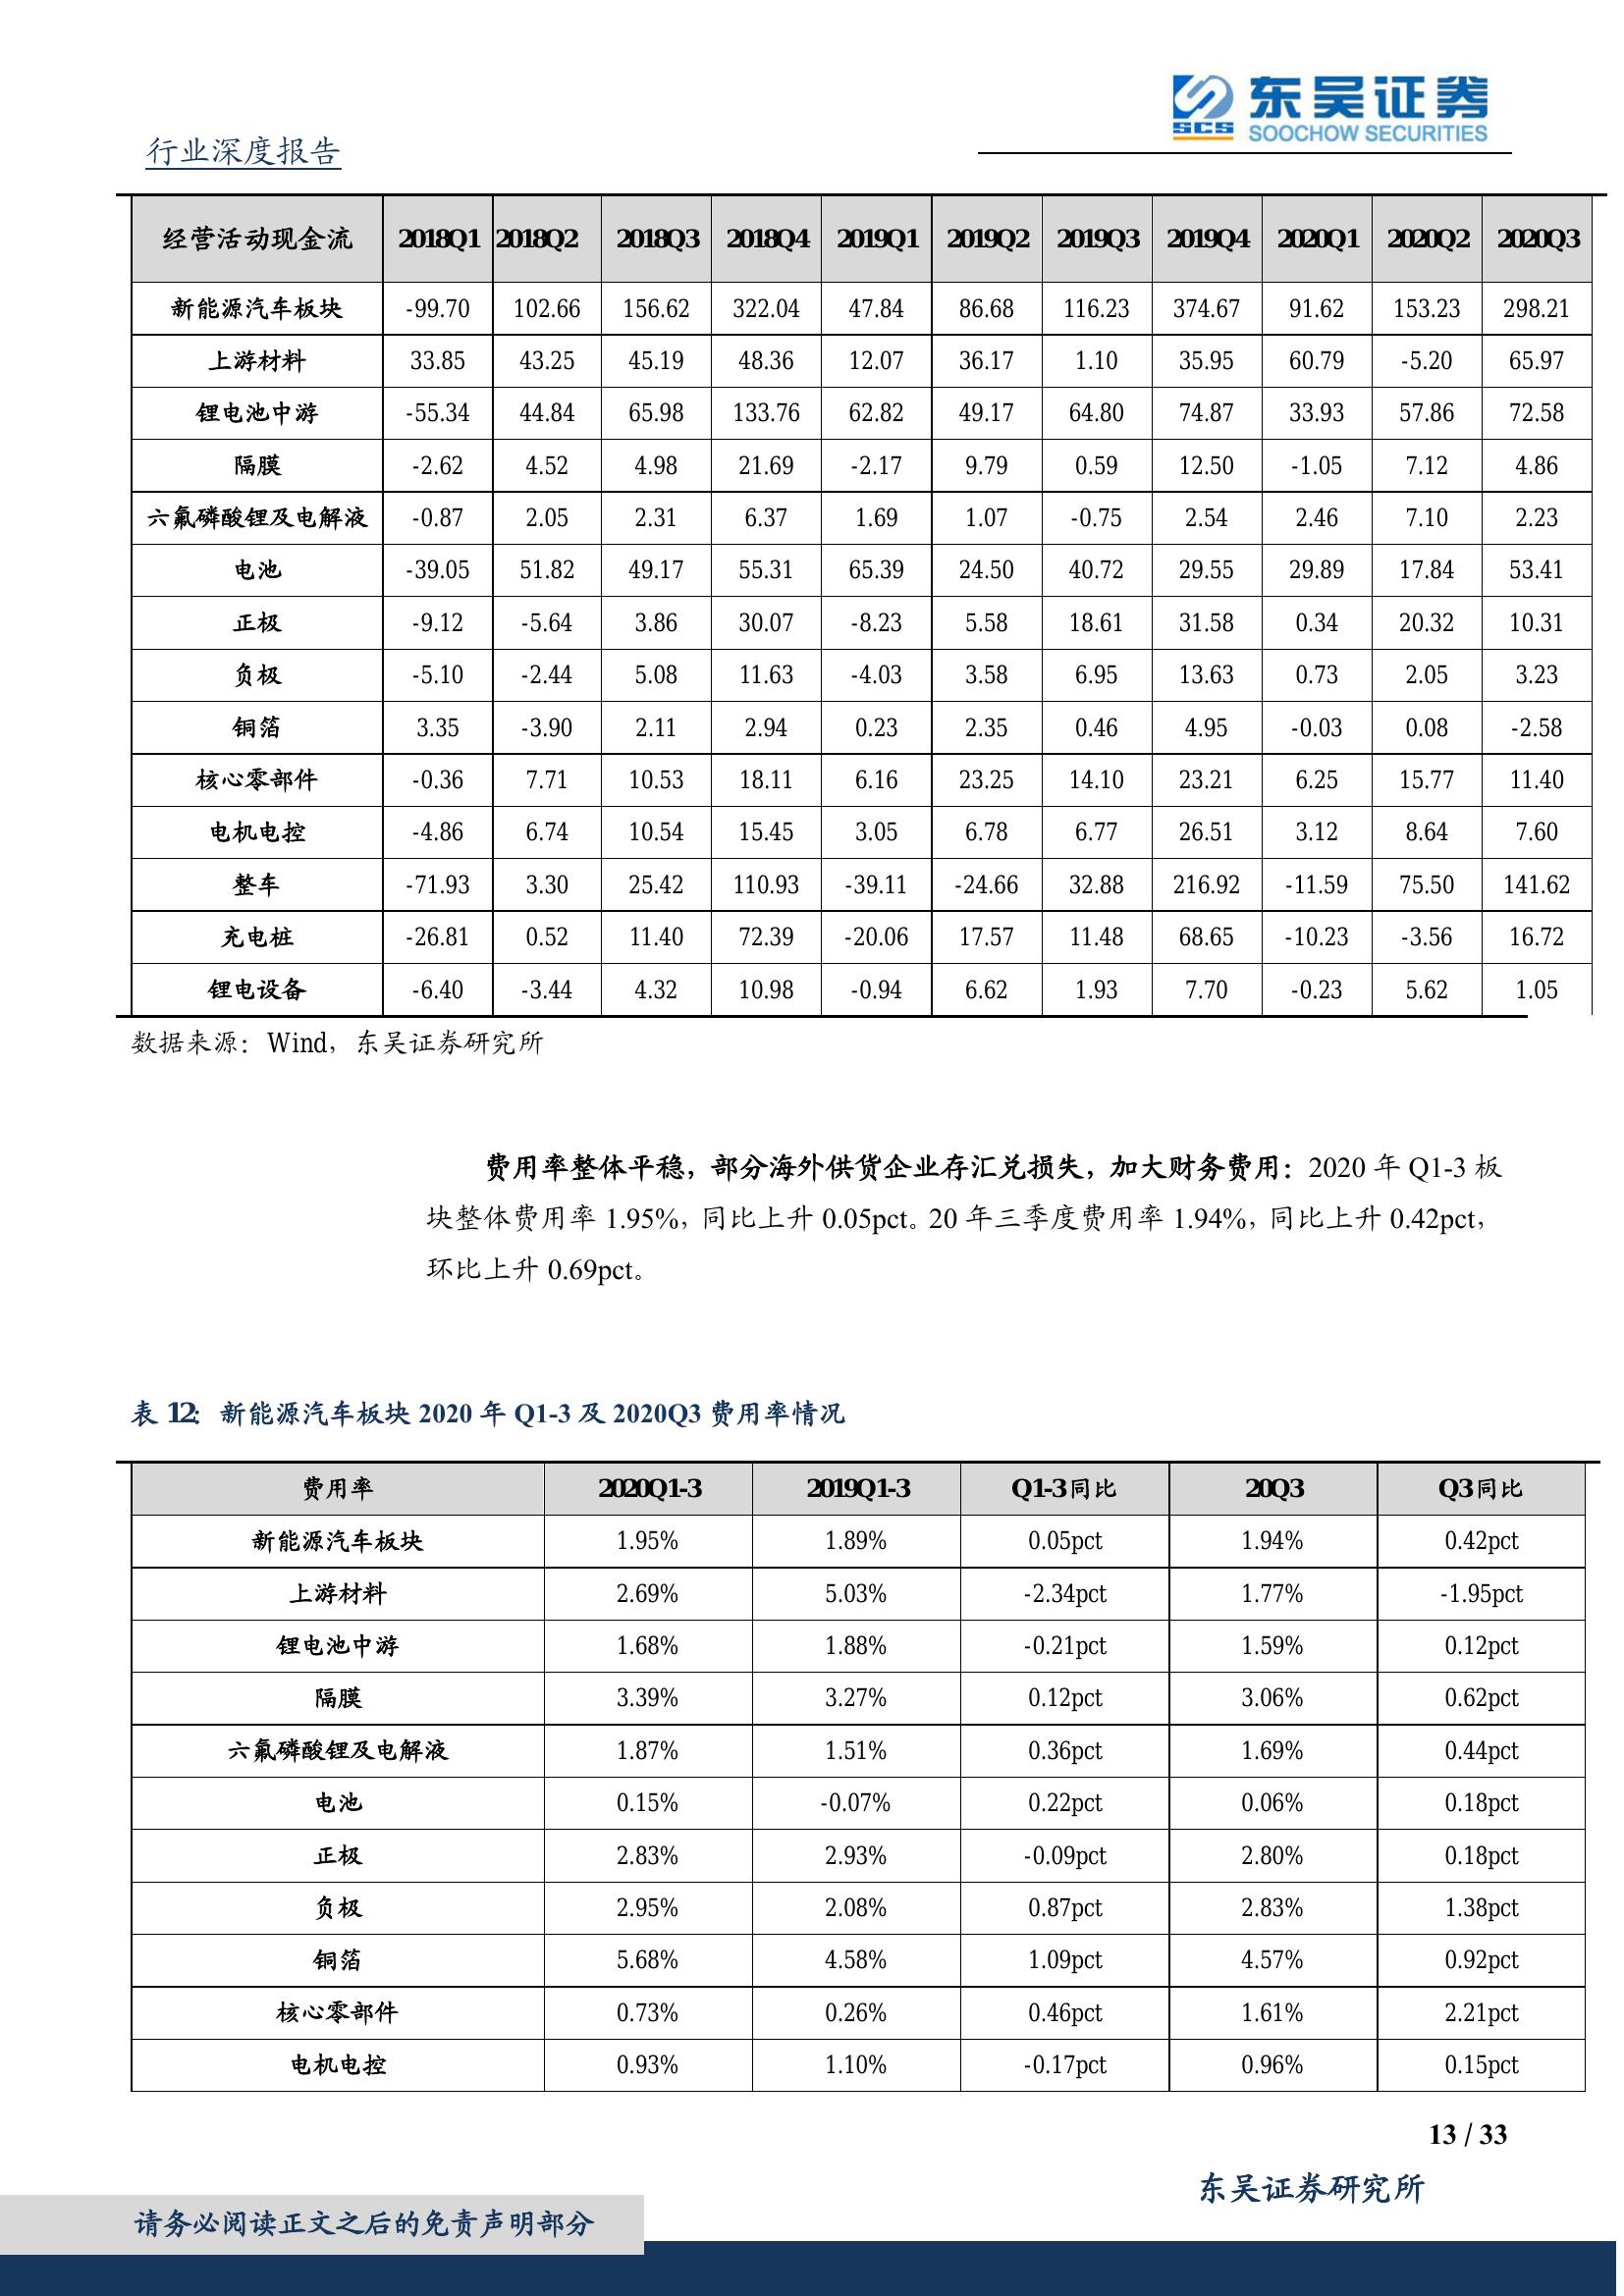 东吴证券
SCS SOOCHOW SECURITIES
行业深度报告
经营活动现金流 2018Q1 2018Q2 2018Q3 2018Q4 2019Q1 2019Q2 2019Q3 2019Q4 2020Q1 2020Q2 2020Q3
新能源汽车板块 -99.70 102.66 156.62 322.04 47.84 86.68 116.23 374.67 91.62 153.23 298.21
上游材料 33.85 43.25 45.19 48.36 12.07 36.17 1.10 35.95 60.79 -5.20 65.97
锂电池中游 -55.34 44.84 65.98 133.76 62.82 49.17 64.80 74.87 33.93 57.86 72.58
隔膜 -2.62 4.52 4.98 21.69 -2.17 9.79 0.59 12.50 -1.05 7.12 4.86
六氟磷酸锂及电解液 -0.87 2.05 2.31 6.37 1.69 1.07 -0.75 2.54 2.46 7.10 2.23
电池 -39.05 51.82 49.17 55.31 65.39 24.50 40.72 29.55 29.89 17.84 53.41
正极 -9.12 -5.64 3.86 30.07 -8.23 5.58 18.61 31.58 0.34 20.32 10.31
负极 -5.10 -2.44 5.08 11.63 -4.03 3.58 6.95 13.63 0.73 2.05 3.23
铜箔 3.35 -3.90 2.11 2.94 0.23 2.35 0.46 4.95 -0.03 0.08 -2.58
核心零部件 -0.36 7.71 10.53 18.11 6.16 23.25 14.10 23.21 6.25 15.77 11.40
电机电控 -4.86 6.74 10.54 15.45 3.05 6.78 6.77 26.51 3.12 8.64 7.60
整车 -71.93 3.30 25.42 110.93 -39.11 -24.66 32.88 216.92 -11.59 75.50 141.62
充电桩 -26.81 0.52 11.40 72.39 -20.06 17.57 11.48 68.65 -10.23 -3.56 16.72
锂电设备 -6.40 -3.44 4.32 10.98 -0.94 6.62 1.93 7.70 -0.23 5.62 1.05
数据来源：Wind，东吴证券研究所
费用率整体平稳，部分海外供货企业存汇兑损失，加大财务费用：2020 年 Q1-3 板
块整体费用率 1.95%，同比上升 0.05pct。20 年三季度费用率 1.94%，同比上升 0.42pct，
环比上升 0.69pct。
表 12：新能源汽车板块 2020 年 Q1-3 及 2020Q3 费用率情况
费用率 2020Q1-3 2019Q1-3 Q1-3同比 20Q3 Q3同比
新能源汽车板块 1.95% 1.89% 0.05pct 1.94% 0.42pct
上游材料 2.69% 5.03% -2.34pct 1.77% -1.95pct
锂电池中游 1.68% 1.88% -0.21pct 1.59% 0.12pct
隔膜 3.39% 3.27% 0.12pct 3.06% 0.62pct
六氟磷酸锂及电解液 1.87% 1.51% 0.36pct 1.69% 0.44pct
电池 0.15% -0.07% 0.22pct 0.06% 0.18pct
正极 2.83% 2.93% -0.09pct 2.80% 0.18pct
负极 2.95% 2.08% 0.87pct 2.83% 1.38pct
铜箔 5.68% 4.58% 1.09pct 4.57% 0.92pct
核心零部件 0.73% 0.26% 0.46pct 1.61% 2.21pct
电机电控 0.93% 1.10% -0.17pct 0.96% 0.15pct
13 / 33
东吴证券研究所
请务必阅读正文之后的免责声明部分